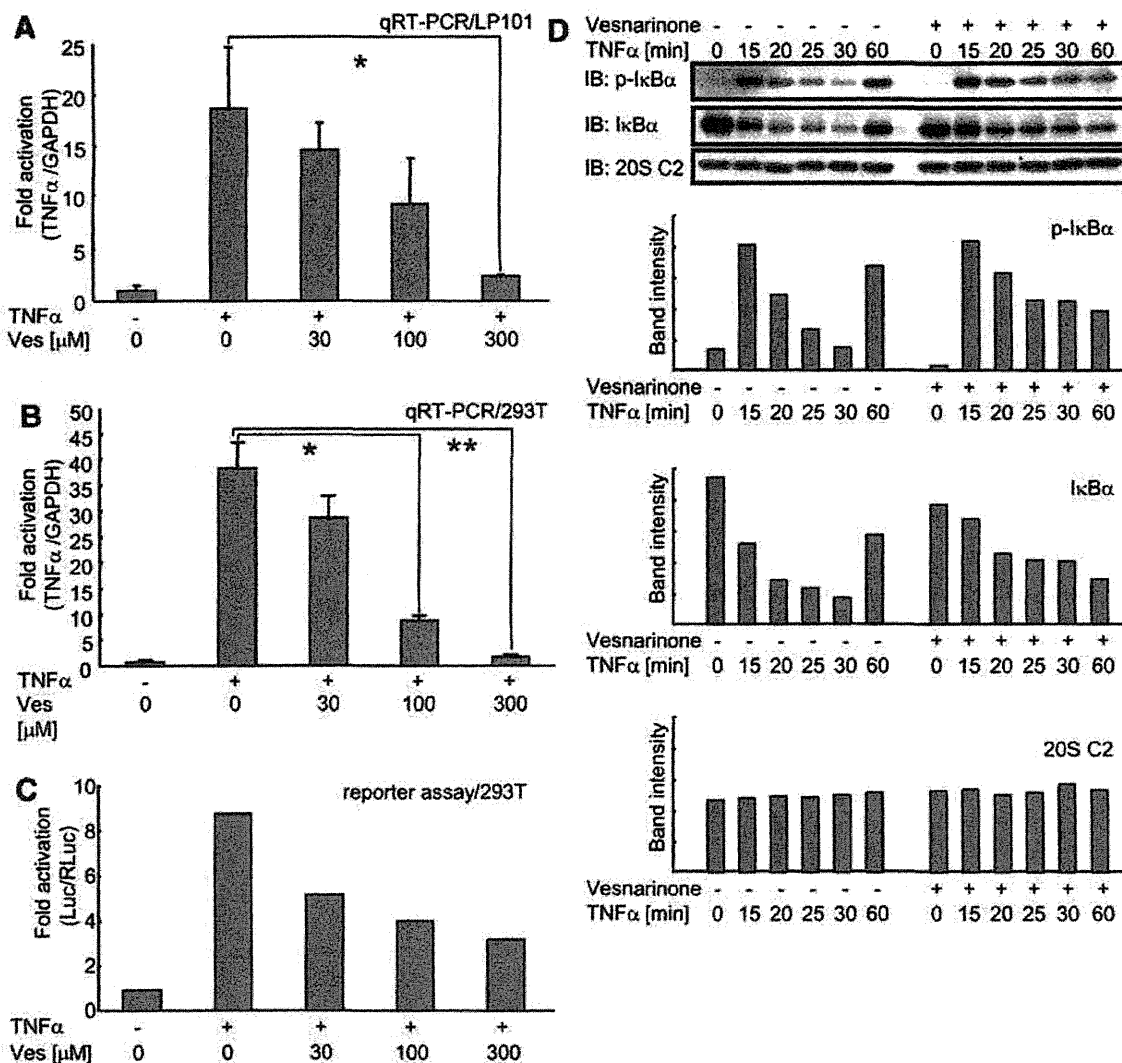 A
qRT-PCR/LP101
*
Fold activation
(TNFα/GAPDH)
25
20
15
10
5
0
TNFα - + + + +
Ves [μM] 0 0 30 100 300
B
qRT-PCR/293T
* **
Fold activation
(TNFα/GAPDH)
50
45
40
35
30
25
20
15
10
5
0
TNFα - + + + +
Ves 0 0 30 100 300
[μM]
C
reporter assay/293T
Fold activation
(Luc/RLuc)
10
8
6
4
2
0
TNFα - + + + +
Ves [μM] 0 0 30 100 300
D
Vesnarinone - - - - - - + + + + + +
TNFα [min] 0 15 20 25 30 60 0 15 20 25 30 60
IB: p-IκBα
IB: IκBα
IB: 20S C2
p-IκBα
Band intensity
Vesnarinone - - - - - - + + + + + +
TNFα [min] 0 15 20 25 30 60 0 15 20 25 30 60
IκBα
Band intensity
Vesnarinone - - - - - - + + + + + +
TNFα [min] 0 15 20 25 30 60 0 15 20 25 30 60
20S C2
Band intensity
Vesnarinone - - - - - - + + + + + +
TNFα [min] 0 15 20 25 30 60 0 15 20 25 30 60